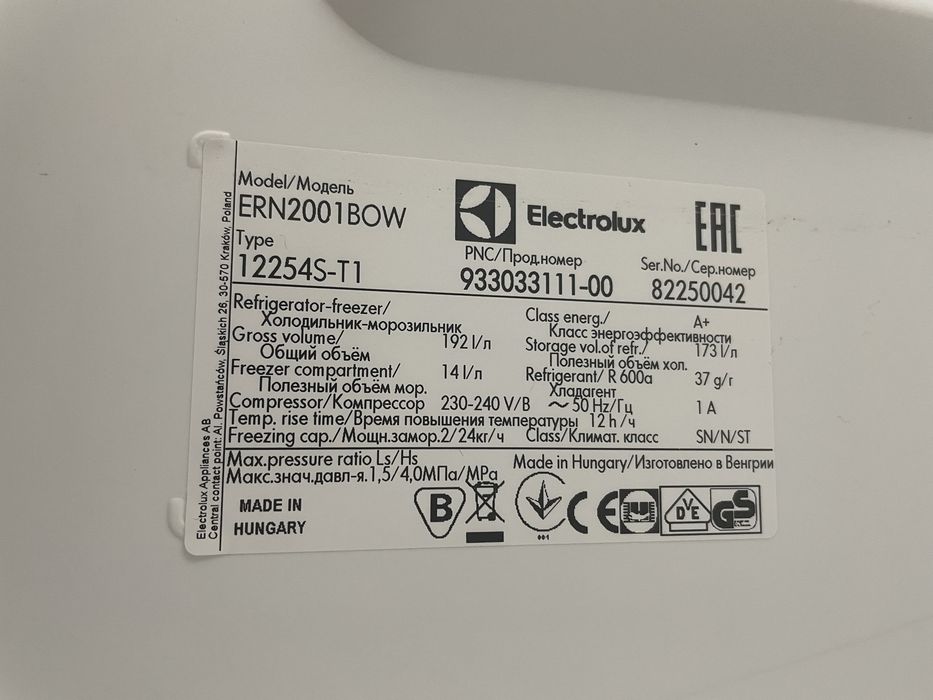 Electrolux Appliances AB
Central contact point: Al. Powstańców Śląskich 26, 30-570 Kraków, Poland
Model/Модель
ERN2001BOW
Type
12254S-T1
Electrolux
PNC/Прод.номер
933033111-00
EAC
Ser.No./Сер.номер
82250042
Refrigerator-freezer/
Холодильник-морозильник
Gross volume/ 192 l/л
Общий объём
Freezer compartment/ 14 l/л
Полезный объём мор.
Compressor/Компрессор 230-240 V/В ~ 50 Hz/Гц 1 A
Class energ./ A+
Класс энергоэффективности
Storage vol.of refr./ 173 l/л
Полезный объём хол.
Refrigerant/ R 600a 37 g/г
Хладагент
Temp. rise time/Время повышения температуры 12 h /ч
Freezing cap./Мощн.замор.2/24kг/ч Class/Климат. класс SN/N/ST
Max.pressure ratio Ls/Hs
Макс.знач.давл-я.1,5/4,0МПа/MPa
Made in Hungary/Изготовлено в Венгрии
MADE IN
HUNGARY
B
001
CE
DVE
GS